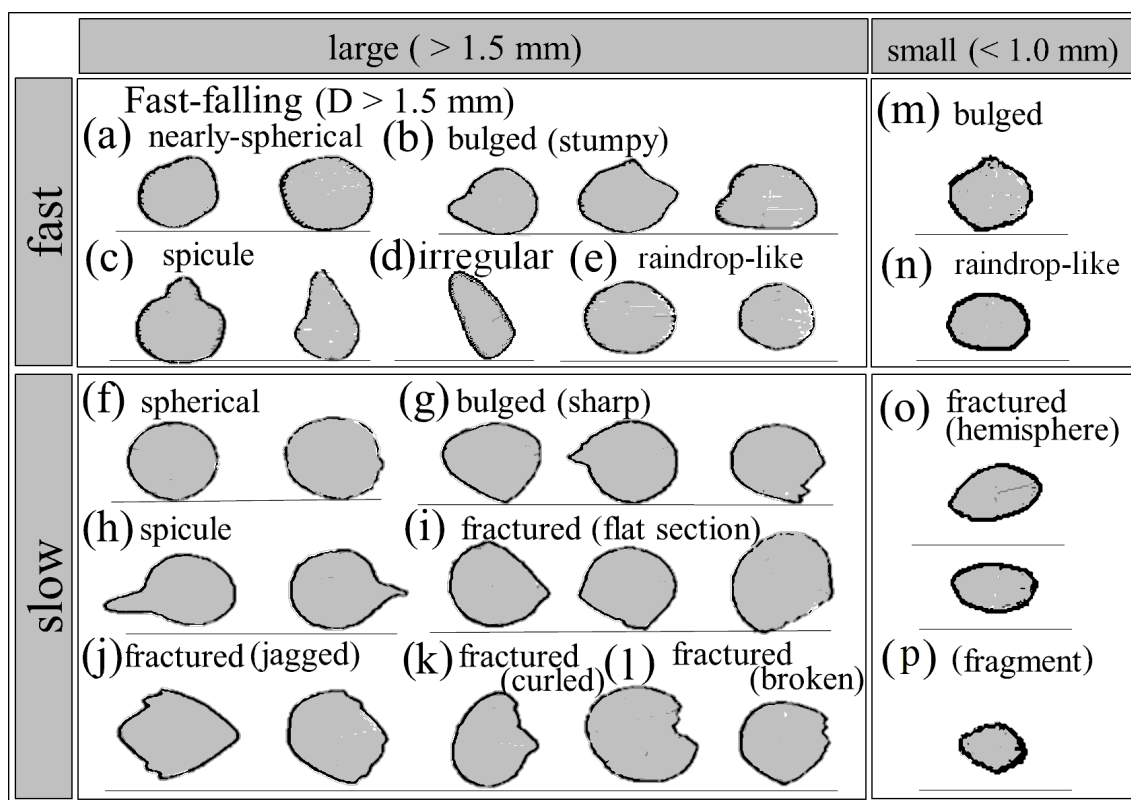 large ( > 1.5 mm)
small (< 1.0 mm)
fast
Fast-falling (D > 1.5 mm)
(a) nearly-spherical
(b) bulged (stumpy)
(c) spicule
(d) irregular
(e) raindrop-like
(m) bulged
(n) raindrop-like
slow
(f) spherical
(g) bulged (sharp)
(h) spicule
(i) fractured (flat section)
(j) fractured (jagged)
(k) fractured
(curled)
(l) fractured
(broken)
(o) fractured
(hemisphere)
(p) (fragment)